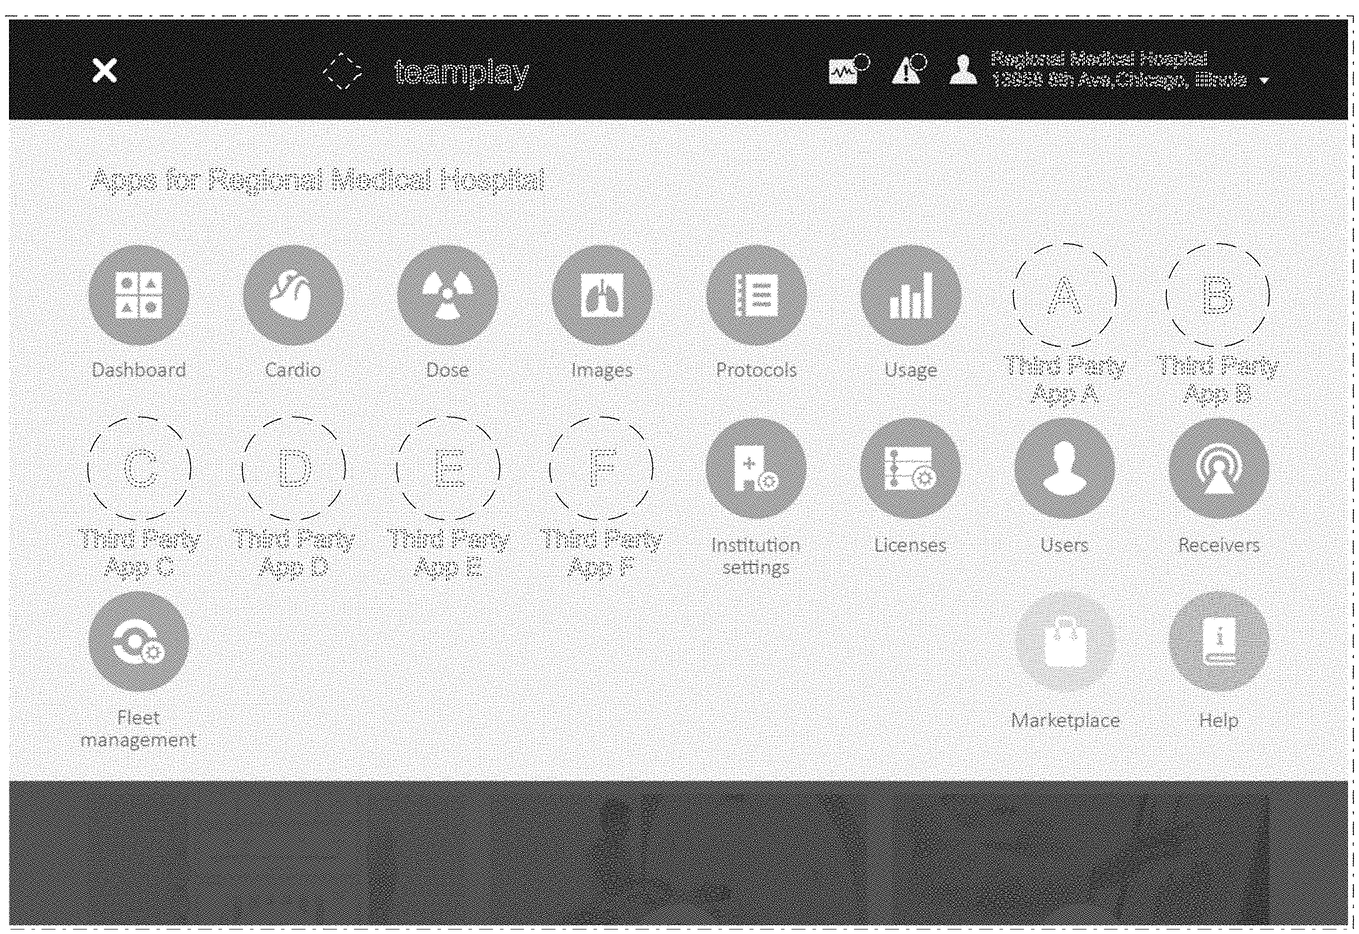 teamplay
Regional Medical Hospital
Ave,Chicago, Illinois
Apps for Regional Medical Hospital
A
B
Dashboard
Cardio
Dose
Images
Protocols
Usage
Third Party
App A
Third Party
App B
C
D
E
F
Third Party
App C
Third Party
App D
Third Party
App E
Third Party
App F
Institution
settings
Licenses
Users
Receivers
i
Fleet
management
Marketplace
Help